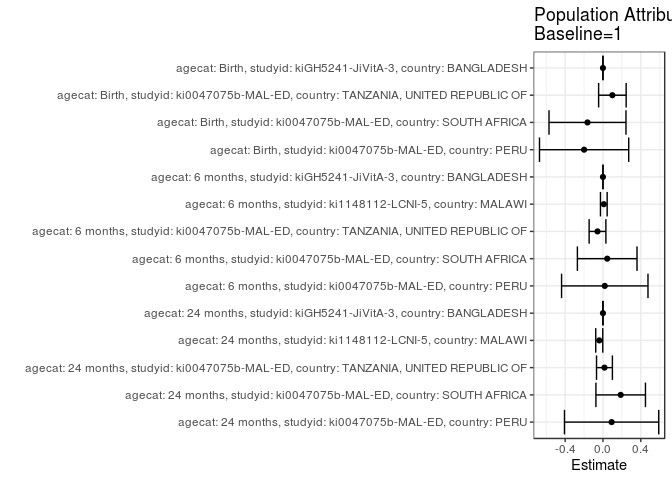 Population Attribu
Baseline=1
agecat: Birth, studyid: kiGH5241-JiVitA-3, country: BANGLADESH
agecat: Birth, studyid: ki0047075b-MAL-ED, country: TANZANIA, UNITED REPUBLIC OF
agecat: Birth, studyid: ki0047075b-MAL-ED, country: SOUTH AFRICA
agecat: Birth, studyid: ki0047075b-MAL-ED, country: PERU
agecat: 6 months, studyid: kiGH5241-JiVitA-3, country: BANGLADESH
agecat: 6 months, studyid: ki1148112-LCNI-5, country: MALAWI
agecat: 6 months, studyid: ki0047075b-MAL-ED, country: TANZANIA, UNITED REPUBLIC OF
agecat: 6 months, studyid: ki0047075b-MAL-ED, country: SOUTH AFRICA
agecat: 6 months, studyid: ki0047075b-MAL-ED, country: PERU
agecat: 24 months, studyid: kiGH5241-JiVitA-3, country: BANGLADESH
agecat: 24 months, studyid: ki1148112-LCNI-5, country: MALAWI
agecat: 24 months, studyid: ki0047075b-MAL-ED, country: TANZANIA, UNITED REPUBLIC OF
agecat: 24 months, studyid: ki0047075b-MAL-ED, country: SOUTH AFRICA
agecat: 24 months, studyid: ki0047075b-MAL-ED, country: PERU
-0.4 0.0 0.4
Estimate